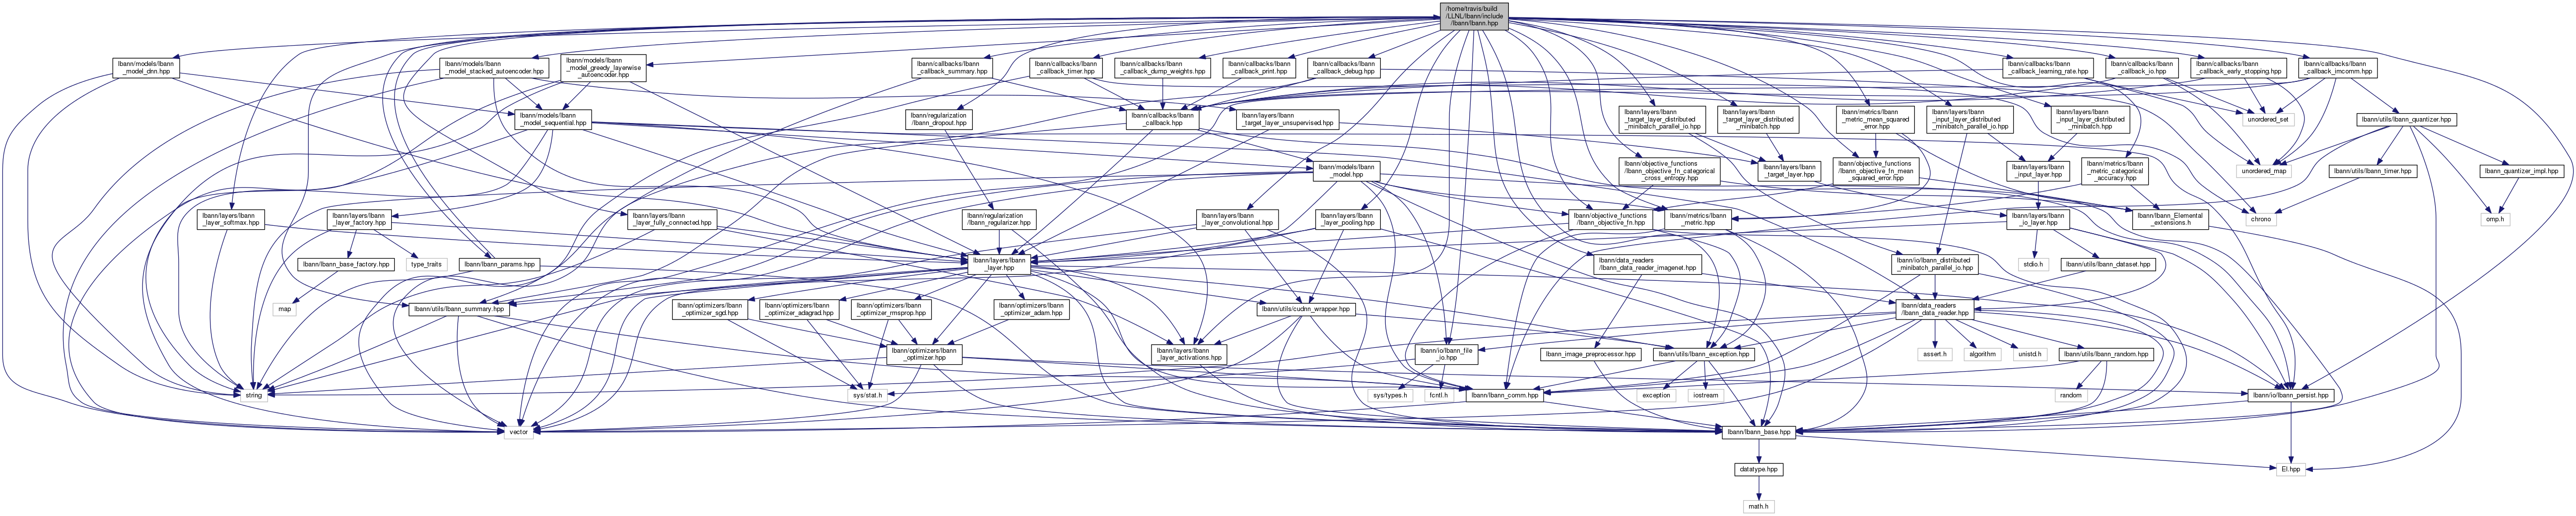 /home/travis/build
/LLNL/lbann/include
/lbann/lbann.hpp
lbann/models/lbann
_model_dnn.hpp
lbann/models/lbann
_model_stacked_autoencoder.hpp
lbann/models/lbann
_model_greedy_layerwise
_autoencoder.hpp
lbann/callbacks/lbann
_callback_summary.hpp
lbann/callbacks/lbann
_callback_timer.hpp
lbann/callbacks/lbann
_callback_dump_weights.hpp
lbann/callbacks/lbann
_callback_print.hpp
lbann/callbacks/lbann
_callback_debug.hpp
lbann/callbacks/lbann
_callback_learning_rate.hpp
lbann/callbacks/lbann
_callback_io.hpp
lbann/callbacks/lbann
_callback_early_stopping.hpp
lbann/callbacks/lbann
_callback_imcomm.hpp
lbann/models/lbann
_model_sequential.hpp
lbann/regularization
/lbann_dropout.hpp
lbann/callbacks/lbann
_callback.hpp
lbann/layers/lbann
_target_layer_unsupervised.hpp
lbann/layers/lbann
_target_layer_distributed
_minibatch_parallel_io.hpp
lbann/layers/lbann
_target_layer_distributed
_minibatch.hpp
lbann/metrics/lbann
_metric_mean_squared
_error.hpp
lbann/layers/lbann
_input_layer_distributed
_minibatch_parallel_io.hpp
lbann/layers/lbann
_input_layer_distributed
_minibatch.hpp
unordered_set
lbann/utils/lbann_quantizer.hpp
lbann/models/lbann
_model.hpp
lbann/objective_functions
/lbann_objective_fn_categorical
_cross_entropy.hpp
lbann/layers/lbann
_target_layer.hpp
lbann/objective_functions
/lbann_objective_fn_mean
_squared_error.hpp
lbann/layers/lbann
_input_layer.hpp
lbann/metrics/lbann
_metric_categorical
_accuracy.hpp
unordered_map
lbann/utils/lbann_timer.hpp
lbann_quantizer_impl.hpp
lbann/layers/lbann
_layer_softmax.hpp
lbann/layers/lbann
_layer_factory.hpp
lbann/layers/lbann
_layer_fully_connected.hpp
lbann/regularization
/lbann_regularizer.hpp
lbann/layers/lbann
_layer_convolutional.hpp
lbann/layers/lbann
_layer_pooling.hpp
lbann/objective_functions
/lbann_objective_fn.hpp
lbann/metrics/lbann
_metric.hpp
lbann/layers/lbann
_io_layer.hpp
lbann/lbann_Elemental
_extensions.h
chrono
omp.h
lbann/lbann_base_factory.hpp
type_traits
lbann/lbann_params.hpp
lbann/layers/lbann
_layer.hpp
lbann/data_readers
/lbann_data_reader_imagenet.hpp
lbann/io/lbann_distributed
_minibatch_parallel_io.hpp
stdio.h
lbann/utils/lbann_dataset.hpp
map
lbann/utils/lbann_summary.hpp
lbann/optimizers/lbann
_optimizer_sgd.hpp
lbann/optimizers/lbann
_optimizer_adagrad.hpp
lbann/optimizers/lbann
_optimizer_rmsprop.hpp
lbann/optimizers/lbann
_optimizer_adam.hpp
lbann/utils/cudnn_wrapper.hpp
lbann/data_readers
/lbann_data_reader.hpp
lbann/optimizers/lbann
_optimizer.hpp
lbann/layers/lbann
_layer_activations.hpp
lbann/io/lbann_file
_io.hpp
lbann_image_preprocessor.hpp
lbann/utils/lbann_exception.hpp
assert.h
algorithm
unistd.h
lbann/utils/lbann_random.hpp
string
sys/stat.h
sys/types.h
fcntl.h
lbann/lbann_comm.hpp
exception
iostream
random
lbann/io/lbann_persist.hpp
vector
lbann/lbann_base.hpp
datatype.hpp
El.hpp
math.h